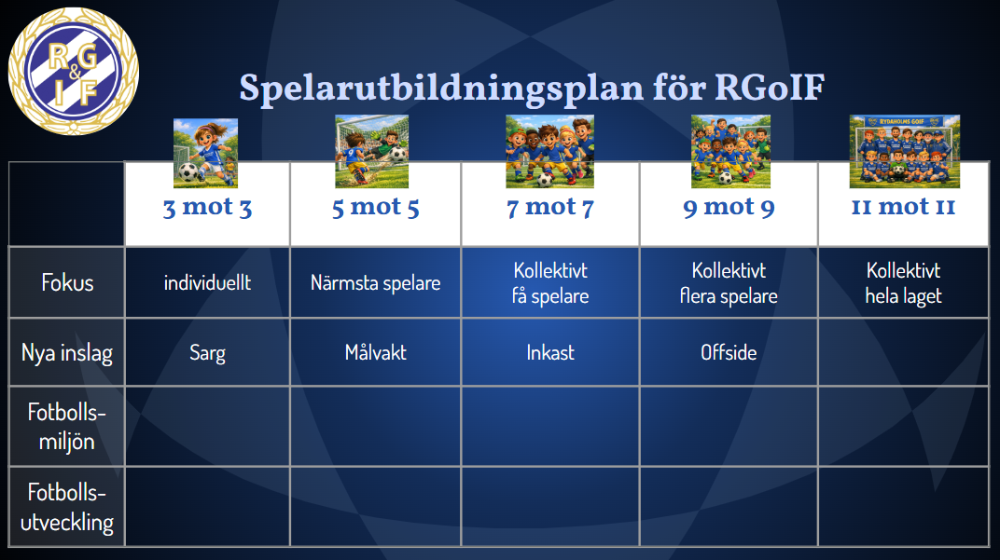 RG
&
IF
Spelarutbildningsplan för RGoIF
RYDAHOLMS GOIF
3 mot 3
5 mot 5
7 mot 7
9 mot 9
11 mot 11
Fokus
individuellt
Närmsta spelare
Kollektivt
få spelare
Kollektivt
flera spelare
Kollektivt
hela laget
Nya inslag
Sarg
Målvakt
Inkast
Offside
Fotbolls-
miljön
Fotbolls-
utveckling